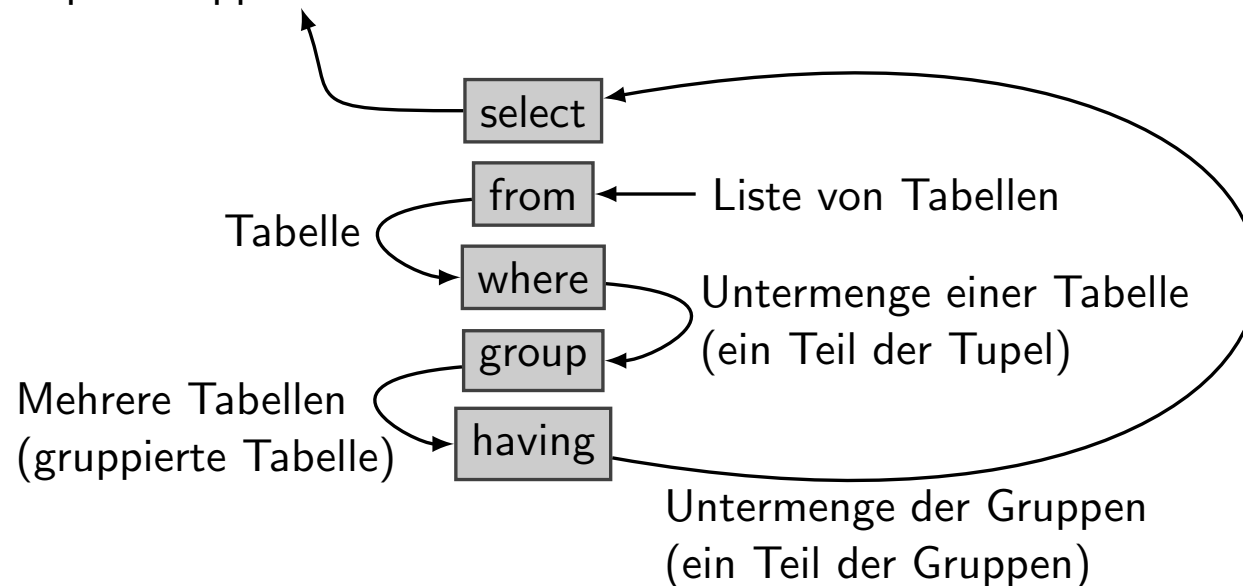 select
from
Liste von Tabellen
Tabelle
where
Untermenge einer Tabelle
(ein Teil der Tupel)
group
Mehrere Tabellen
(gruppierte Tabelle)
having
Untermenge der Gruppen
(ein Teil der Gruppen)